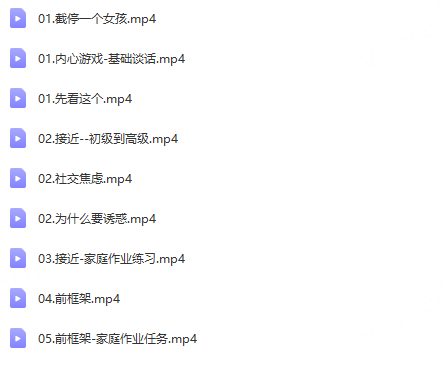 01.截停一个女孩.mp4
01.内心游戏-基础谈话.mp4
01.先看这个.mp4
02.接近--初级到高级.mp4
02.社交焦虑.mp4
02.为什么要诱惑.mp4
03.接近-家庭作业练习.mp4
04.前框架.mp4
05.前框架-家庭作业任务.mp4